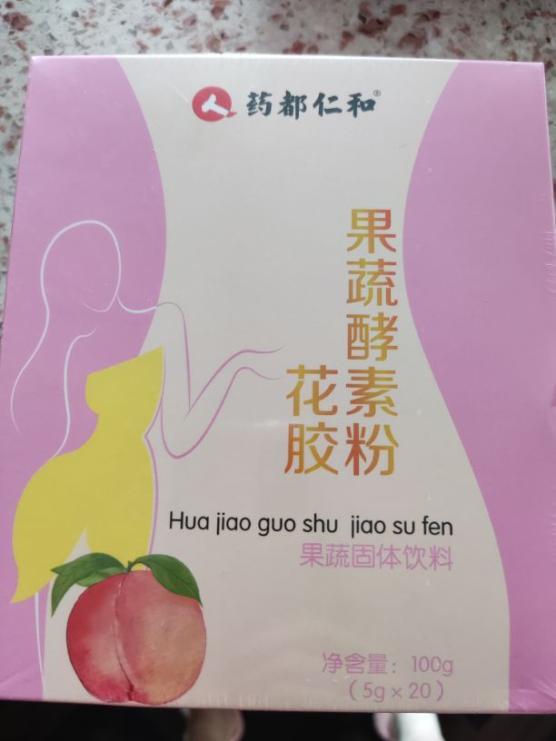 药都仁和®
花胶
果蔬酵素粉
Hua jiao guo shu jiao su fen
果蔬固体饮料
净含量：100g
（5g×20）